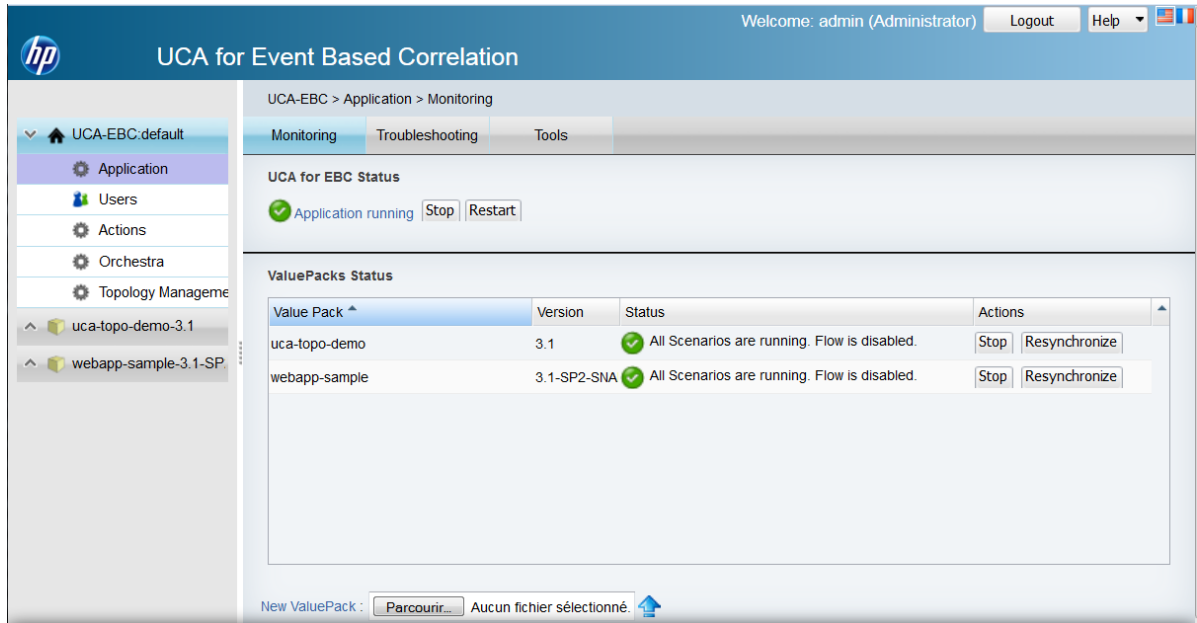 Welcome: admin (Administrator) Logout Help
hp UCA for Event Based Correlation
UCA-EBC > Application > Monitoring
UCA-EBC:default
Application
Users
Actions
Orchestra
Topology Manageme
uca-topo-demo-3.1
webapp-sample-3.1-SP
Monitoring Troubleshooting Tools
UCA for EBC Status
Application running Stop Restart
ValuePacks Status
Value Pack Version Status Actions
uca-topo-demo 3.1 All Scenarios are running. Flow is disabled. Stop Resynchronize
webapp-sample 3.1-SP2-SNA All Scenarios are running. Flow is disabled. Stop Resynchronize
New ValuePack : Parcourir... Aucun fichier sélectionné.